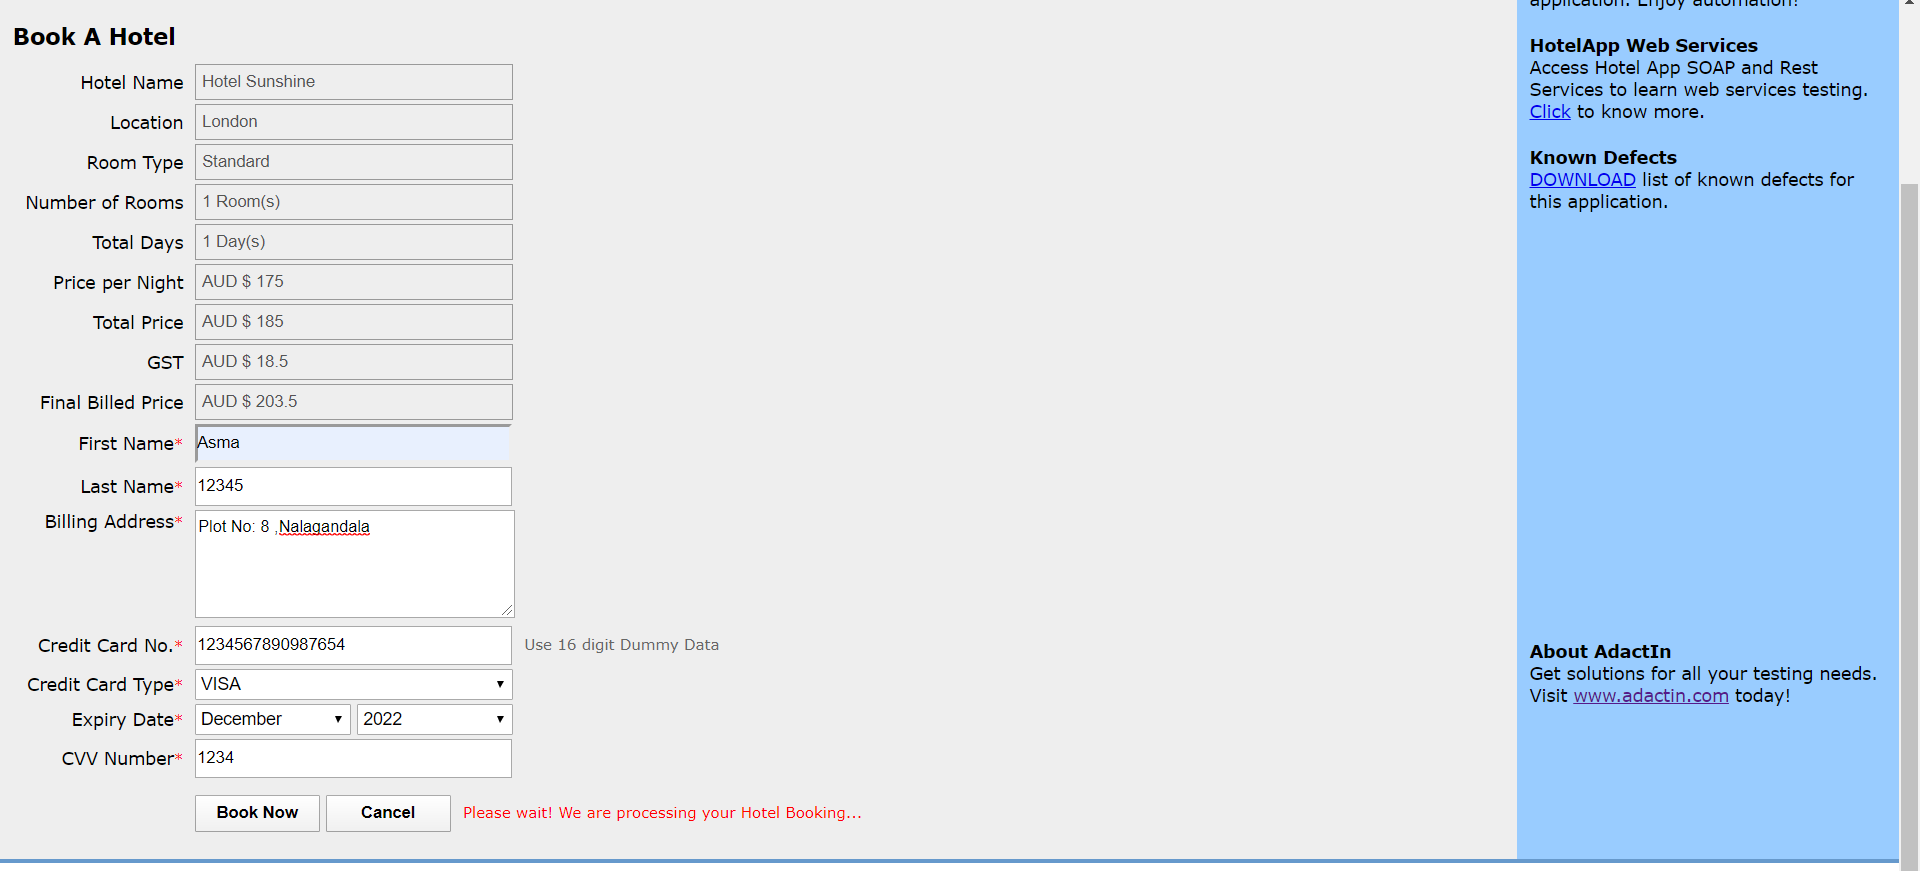 Book A Hotel
Hotel Name Hotel Sunshine
Location London
Room Type Standard
Number of Rooms 1 Room(s)
Total Days 1 Day(s)
Price per Night AUD $ 175
Total Price AUD $ 185
GST AUD $ 18.5
Final Billed Price AUD $ 203.5
First Name* Asma
Last Name* 12345
Billing Address* Plot No: 8 ,Nalagandala
Credit Card No.* 1234567890987654 Use 16 digit Dummy Data
Credit Card Type* VISA
Expiry Date* December 2022
CVV Number* 1234
Book Now Cancel Please wait! We are processing your Hotel Booking...
application. Enjoy automation!
HotelApp Web Services
Access Hotel App SOAP and Rest
Services to learn web services testing.
Click to know more.
Known Defects
DOWNLOAD list of known defects for
this application.
About AdactIn
Get solutions for all your testing needs.
Visit www.adactin.com today!